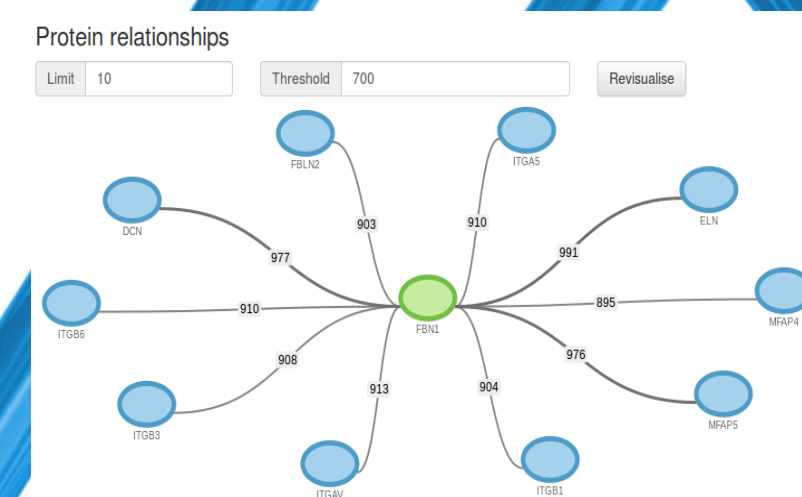 Protein relationships
Limit 10 Threshold 700 Revisualise
FBLN2
ITGA5
DCN
ELN
903
910
977
991
910
895
FBN1
MFAP4
ITGB6
908
976
913
904
ITGB3
MFAP5
ITGAV
ITGB1